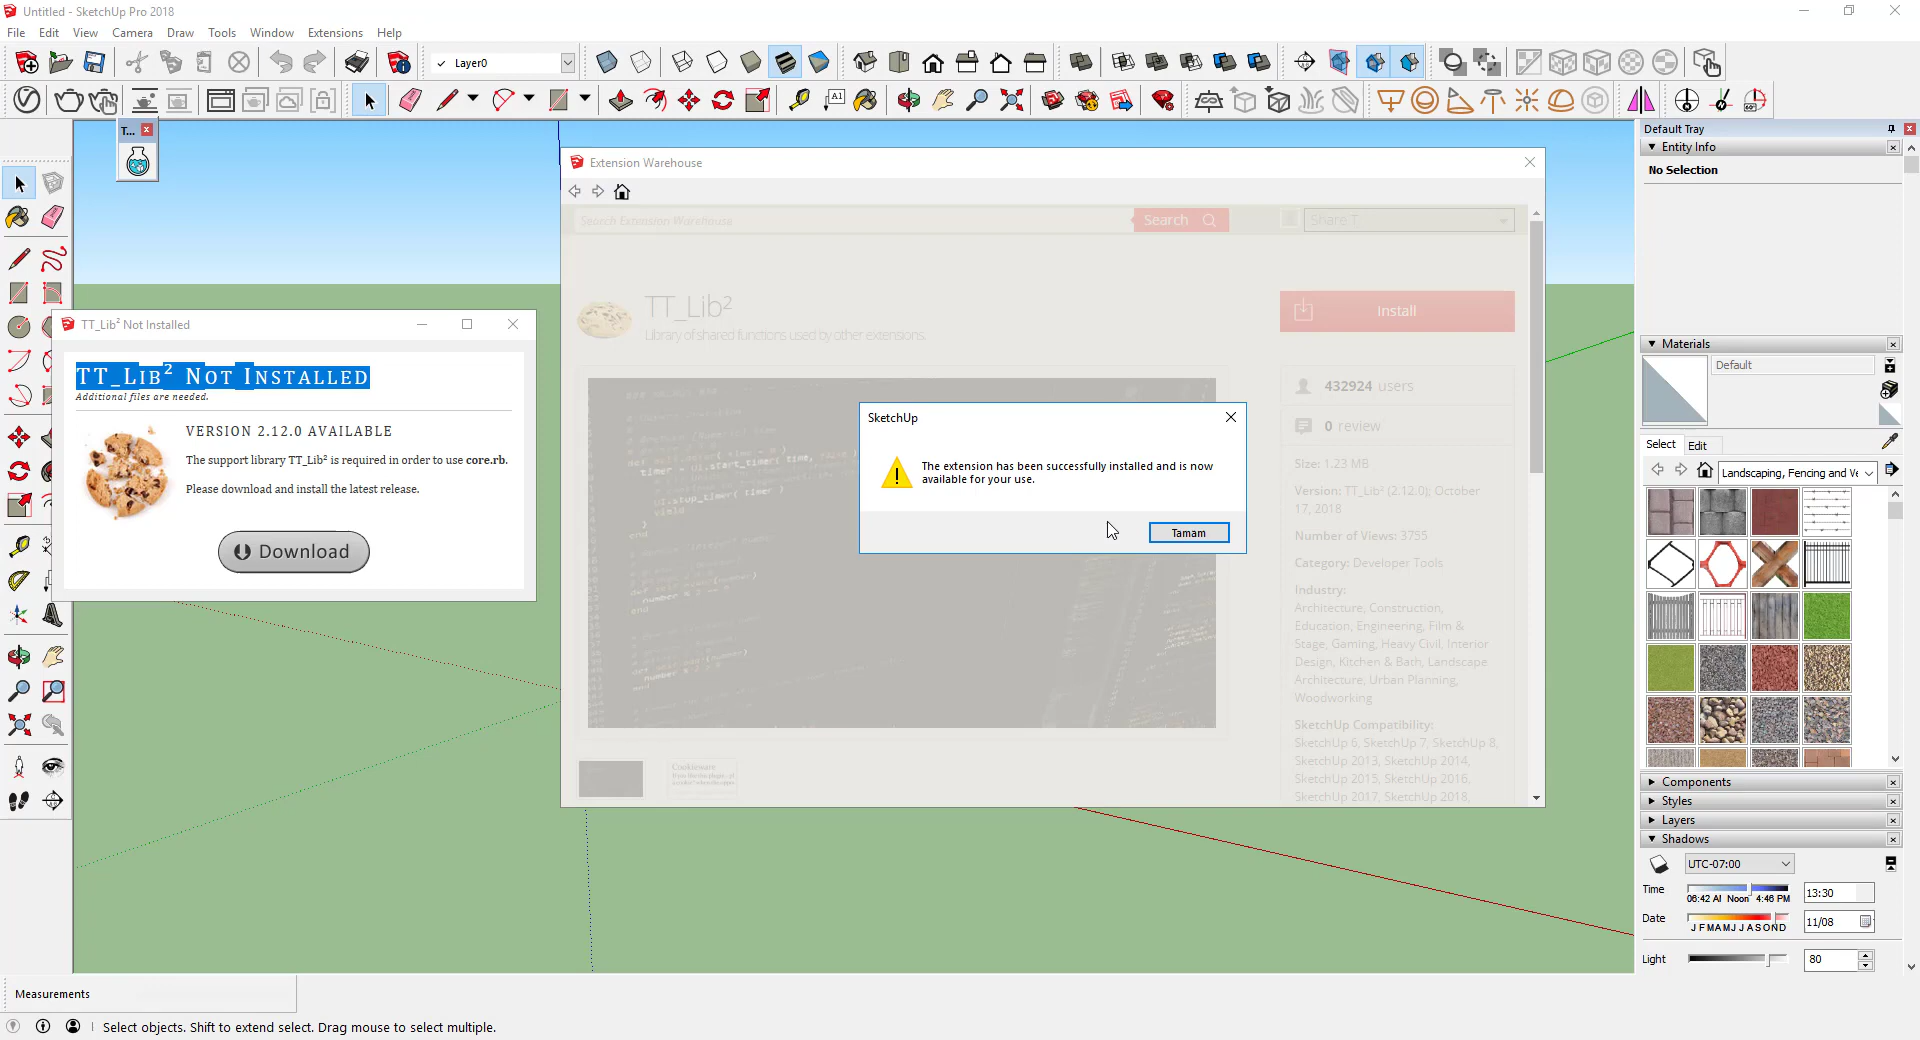 Untitled - SketchUp Pro 2018
File Edit View Camera Draw Tools Window Extensions Help
Layer0
T...
Default Tray
Entity Info
No Selection
Extension Warehouse
Search Extension Warehouse
Search
TT_Lib²
Library of shared functions used by other extensions.
Install
432924 users
0 review
Size: 1.23 MB
Version: TT_Lib² (2.12.0); October
17, 2018
Number of Views: 3755
Category: Developer Tools
Industry:
Architecture, Construction,
Education, Engineering, Film &
Stage, Gaming, Heavy Civil, Interior
Design, Kitchen & Bath, Landscape
Architecture, Urban Planning,
Woodworking
SketchUp Compatibility:
SketchUp 6, SketchUp 7, SketchUp 8,
SketchUp 2013, SketchUp 2014,
SketchUp 2015, SketchUp 2016,
SketchUp 2017, SketchUp 2018,
TT_Lib² Not Installed
TT_Lib² Not Installed
Additional files are needed.
VERSION 2.12.0 AVAILABLE
The support library TT_Lib² is required in order to use core.rb.
Please download and install the latest release.
Download
SketchUp
The extension has been successfully installed and is now
available for your use.
Tamam
Materials
Default
Select Edit
Landscaping, Fencing and Ve
Components
Styles
Layers
Shadows
UTC-07:00
Time
06:42 AM Noon 4:46 PM
13:30
Date
J F M A M J J A S O N D
11/08
Light
80
Measurements
Select objects. Shift to extend select. Drag mouse to select multiple.